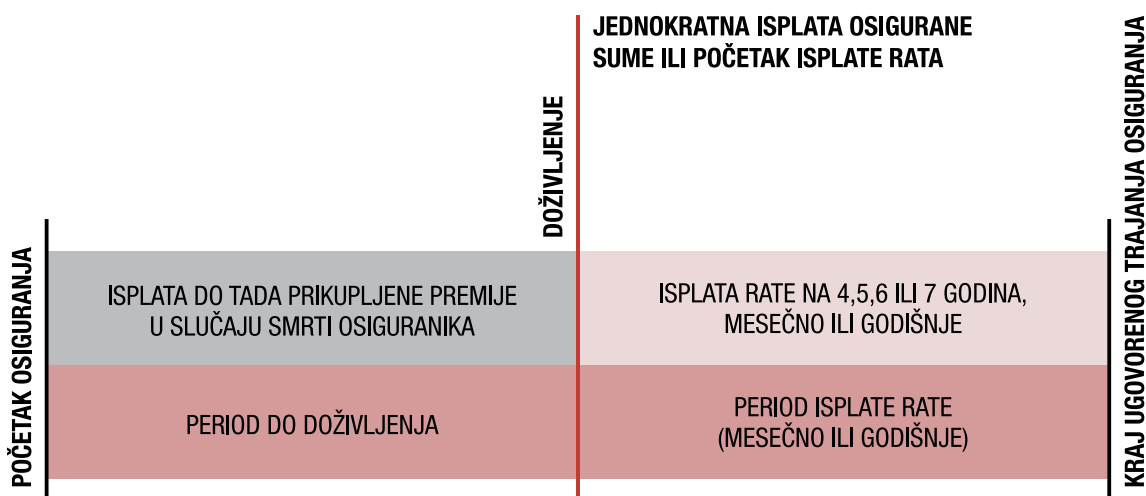 JEDNOKRATNA ISPLATA OSIGURANE
SUME ILI POČETAK ISPLATE RATA
DOŽIVLJENJE
POČETAK OSIGURANJA
ISPLATA DO TADA PRIKUPLJENE PREMIJE
U SLUČAJU SMRTI OSIGURANIKA
ISPLATA RATE NA 4,5,6 ILI 7 GODINA,
MESEČNO ILI GODIŠNJE
PERIOD DO DOŽIVLJENJA
PERIOD ISPLATE RATE
(MESEČNO ILI GODIŠNJE)
KRAJ UGOVORENOG TRAJANJA OSIGURANJA